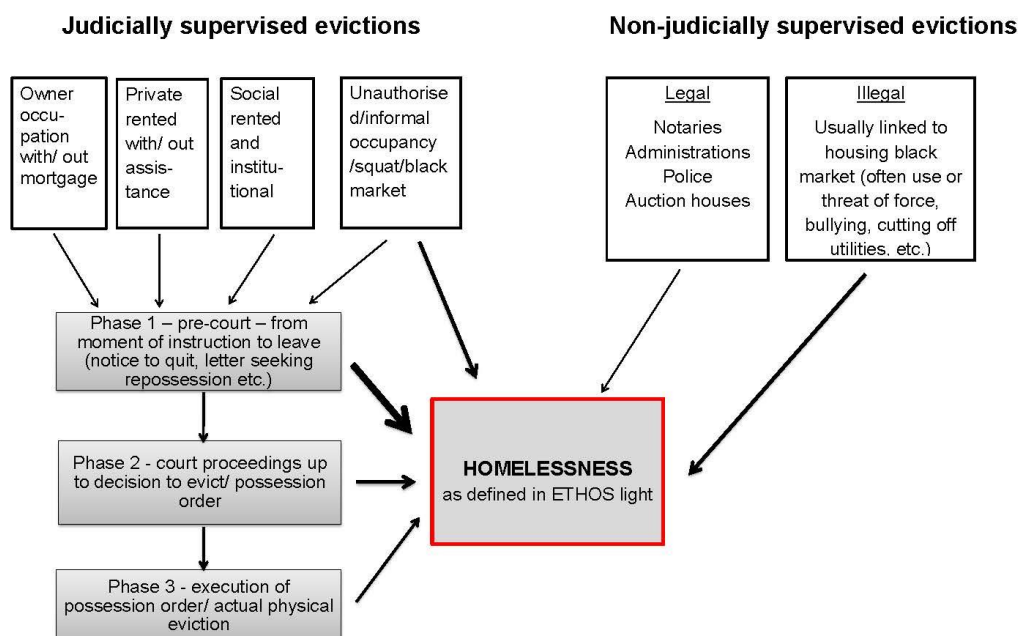 Judicially supervised evictions
Non-judicially supervised evictions
Owner
occu-
pation
with/ out
mortgage
Private
rented
with/ out
assis-
tance
Social
rented
and
institu-
tional
Unauthorise
d/informal
occupancy
/squat/black
market
Legal
Notaries
Administrations
Police
Auction houses
Illegal
Usually linked to
housing black
market (often use or
threat of force,
bullying, cutting off
utilities, etc.)
Phase 1 – pre-court – from
moment of instruction to leave
(notice to quit, letter seeking
repossession etc.)
Phase 2 - court proceedings up
to decision to evict/ possession
order
Phase 3 - execution of
possession order/ actual physical
eviction
HOMELESSNESS
as defined in ETHOS light